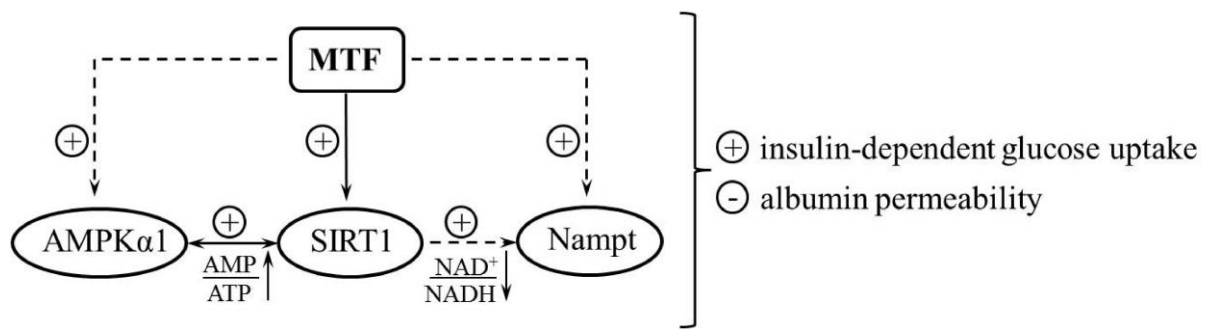 MTF
+
+
+
+ insulin-dependent glucose uptake
- albumin permeability
+
+
AMPKα1
SIRT1
Nampt
AMP
ATP
NAD+
NADH